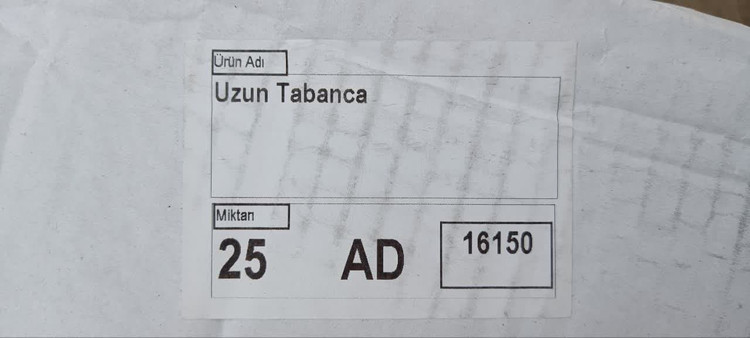 Ürün Adı
Uzun Tabanca
Miktarı
25 AD 16150